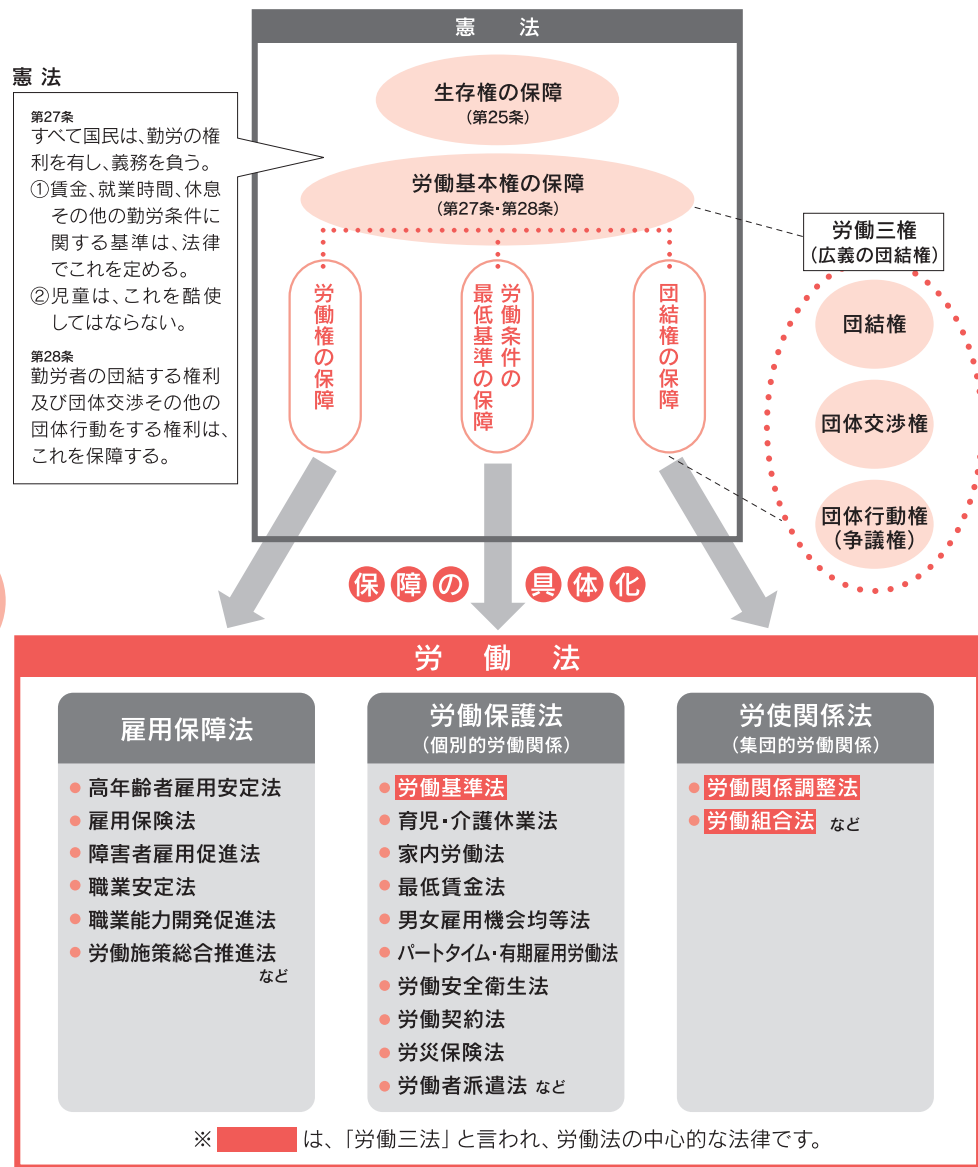 憲法
憲 法
第27条
すべて国民は、勤労の権
利を有し、義務を負う。
①賃金、就業時間、休息
その他の勤労条件に
関する基準は、法律
でこれを定める。
②児童は、これを酷使
してはならない。
第28条
勤労者の団結する権利
及び団体交渉その他の
団体行動をする権利は、
これを保障する。
生存権の保障
(第25条)
労働基本権の保障
(第27条・第28条)
労働権の保障
労働条件の
最低基準の保障
団結権の保障
労働三権
(広義の団結権)
団結権
団体交渉権
団体行動権
(争議権)
保障の 具体化
労働法
雇用保障法
高年齢者雇用安定法
雇用保険法
障害者雇用促進法
職業安定法
職業能力開発促進法
労働施策総合推進法
など
労働保護法
(個別的労働関係)
労働基準法
育児・介護休業法
家内労働法
最低賃金法
男女雇用機会均等法
パートタイム・有期雇用労働法
労働安全衛生法
労働契約法
労災保険法
労働者派遣法 など
労使関係法
(集団的労働関係)
労働関係調整法
労働組合法 など
※ は、「労働三法」と言われ、労働法の中心的な法律です。